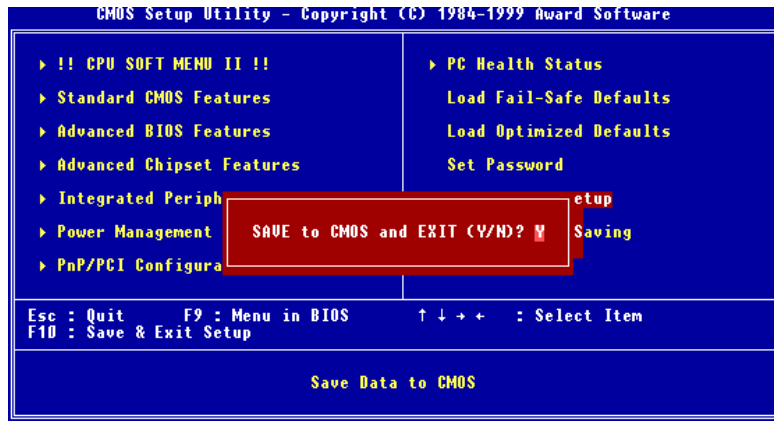 CMOS Setup Utility - Copyright (C) 1984-1999 Award Software
!! CPU SOFT MENU II !!
Standard CMOS Features
Advanced BIOS Features
Advanced Chipset Features
Integrated Periph
Power Management
PnP/PCI Configura
PC Health Status
Load Fail-Safe Defaults
Load Optimized Defaults
Set Password
etup
Saving
SAVE to CMOS and EXIT (Y/N)? Y
Esc : Quit F9 : Menu in BIOS ↑ ↓ → ← : Select Item
F10 : Save & Exit Setup
Save Data to CMOS